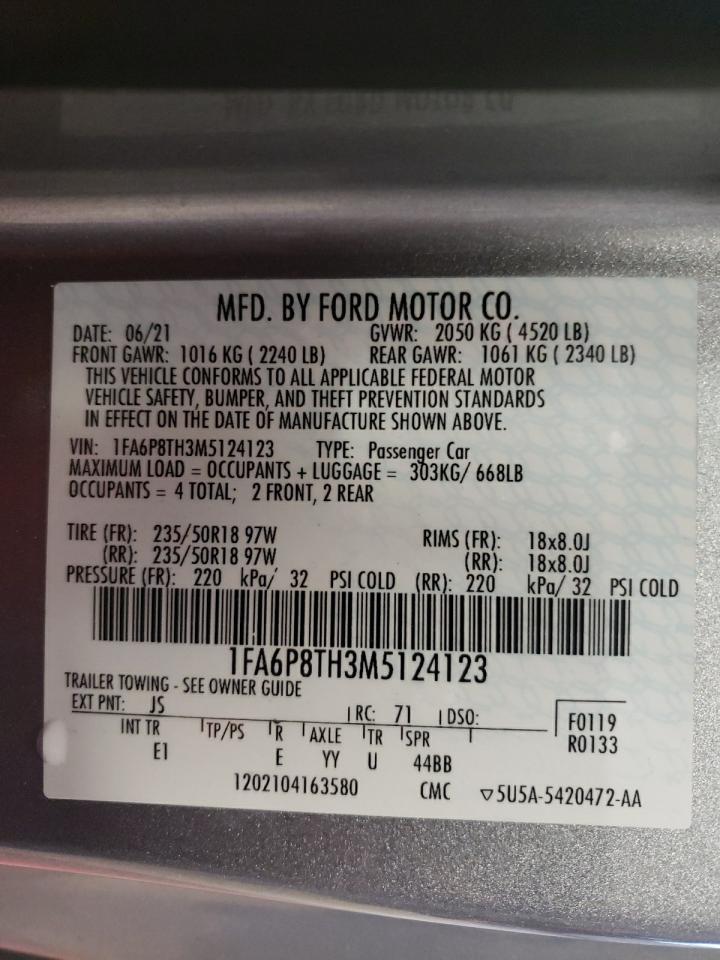 MFD. BY FORD MOTOR CO.
DATE: 06/21 GVWR: 2050 KG ( 4520 LB)
FRONT GAWR: 1016 KG ( 2240 LB) REAR GAWR: 1061 KG ( 2340 LB)
THIS VEHICLE CONFORMS TO ALL APPLICABLE FEDERAL MOTOR
VEHICLE SAFETY, BUMPER, AND THEFT PREVENTION STANDARDS
IN EFFECT ON THE DATE OF MANUFACTURE SHOWN ABOVE.
VIN: 1FA6P8TH3M5124123 TYPE: Passenger Car
MAXIMUM LOAD = OCCUPANTS + LUGGAGE = 303KG/ 668LB
OCCUPANTS = 4 TOTAL; 2 FRONT, 2 REAR
TIRE (FR): 235/50R18 97W RIMS (FR): 18x8.0J
(RR): 235/50R18 97W (RR): 18x8.0J
PRESSURE (FR): 220 kPa/ 32 PSI COLD (RR): 220 kPa/ 32 PSI COLD
1FA6P8TH3M5124123
TRAILER TOWING - SEE OWNER GUIDE
EXT PNT: JS RC: 71 DSO: F0119
INT TR TP/PS R AXLE TR SPR R0133
E1 E YY U 44BB
1202104163580 CMC ▽5U5A-5420472-AA